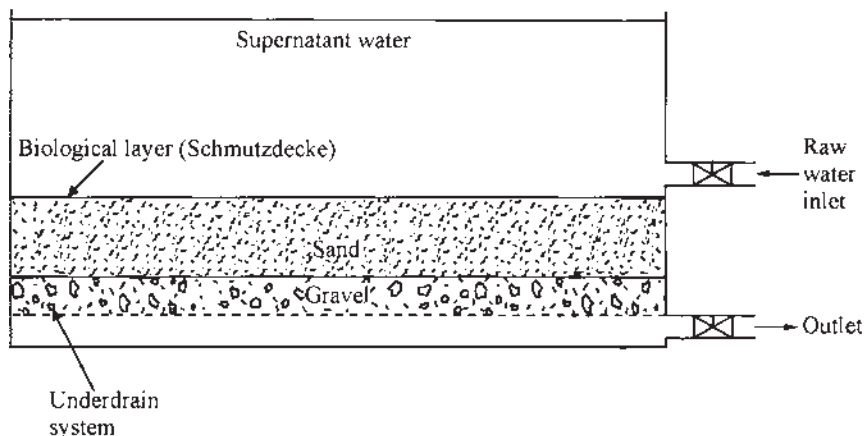 Supernatant water
Biological layer (Schmutzdecke)
Raw
water
inlet
Sand
Gravel
Outlet
Underdrain
system